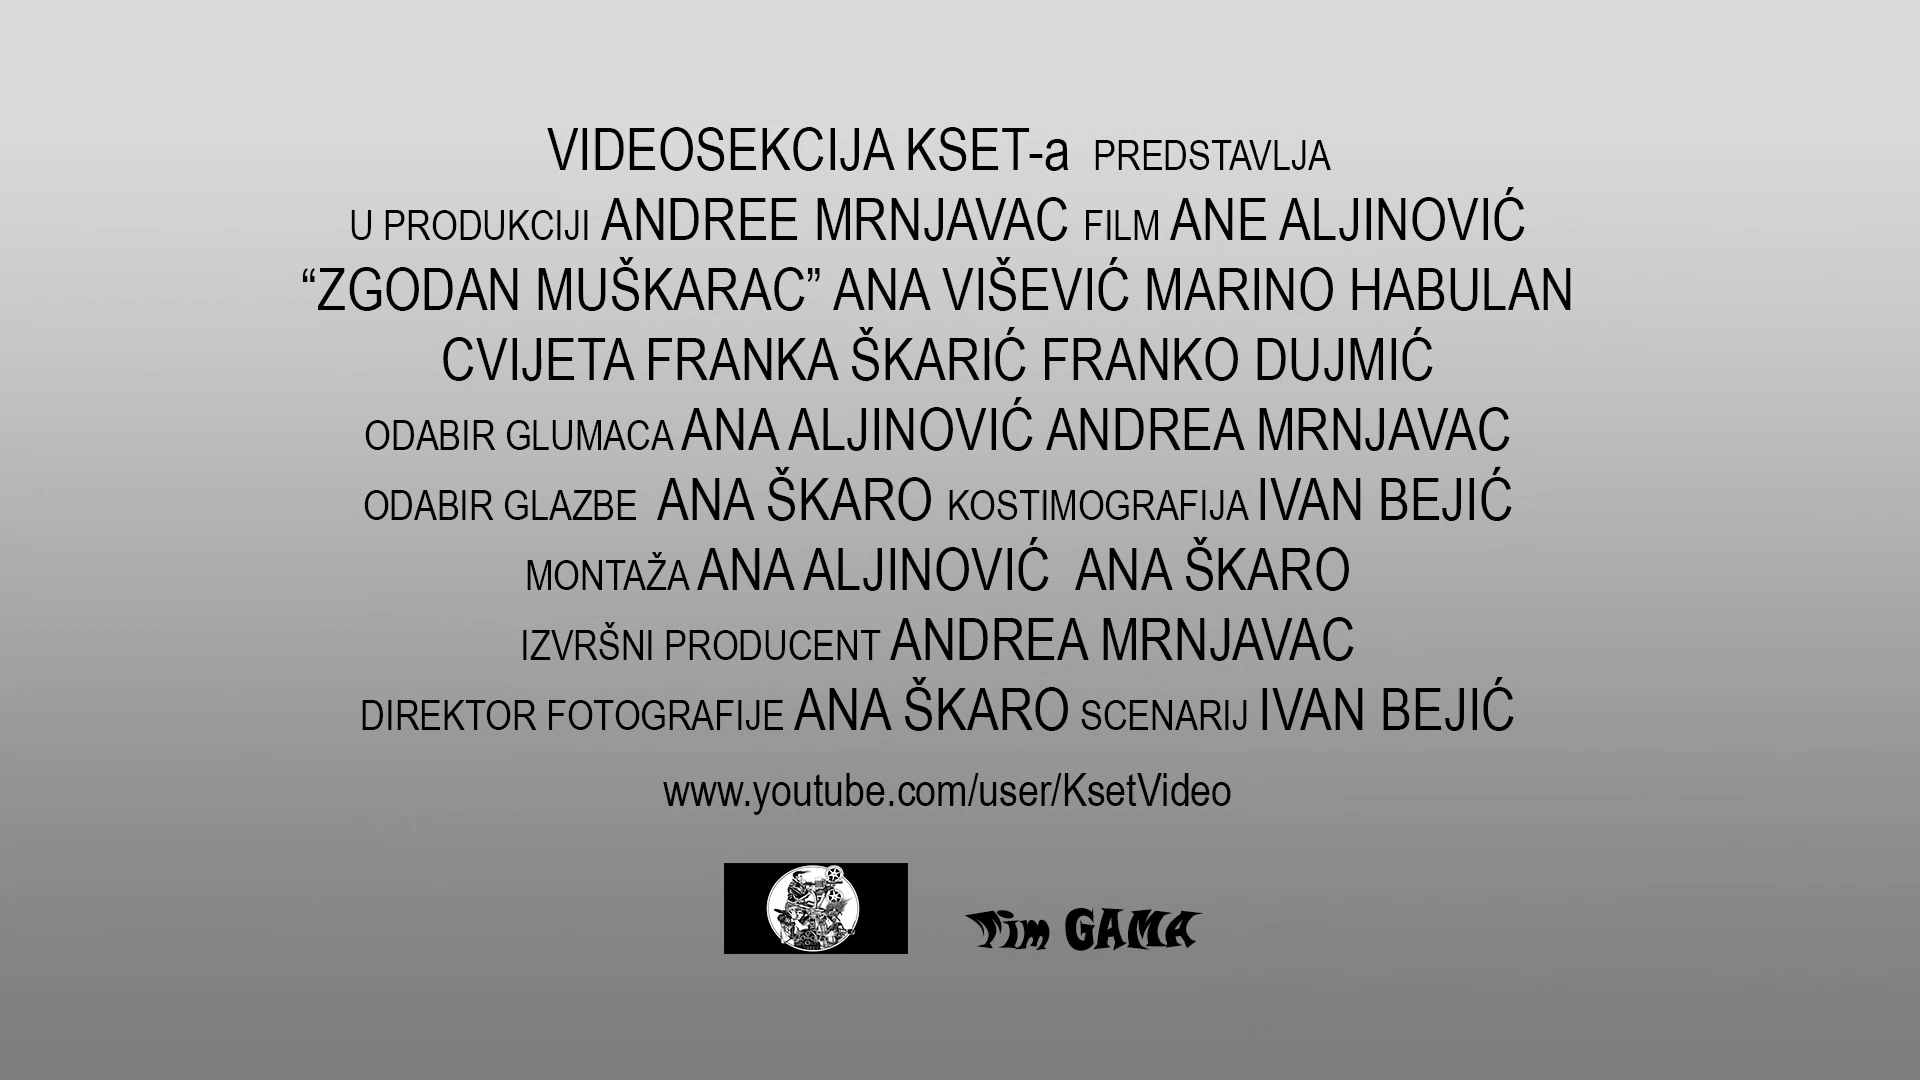 VIDEOSEKCIJA KSET-a PREDSTAVLJA
U PRODUKCIJI ANDREE MRNJAVAC FILM ANE ALJINOVIĆ
“ZGODAN MUŠKARAC” ANA VIŠEVIĆ MARINO HABULAN
CVIJETA FRANKA ŠKARIĆ FRANKO DUJMIĆ
ODABIR GLUMACA ANA ALJINOVIĆ ANDREA MRNJAVAC
ODABIR GLAZBE ANA ŠKARO KOSTIMOGRAFIJA IVAN BEJIĆ
MONTAŽA ANA ALJINOVIĆ ANA ŠKARO
IZVRŠNI PRODUCENT ANDREA MRNJAVAC
DIREKTOR FOTOGRAFIJE ANA ŠKARO SCENARIJ IVAN BEJIĆ
www.youtube.com/user/KsetVideo
Tim GAMA